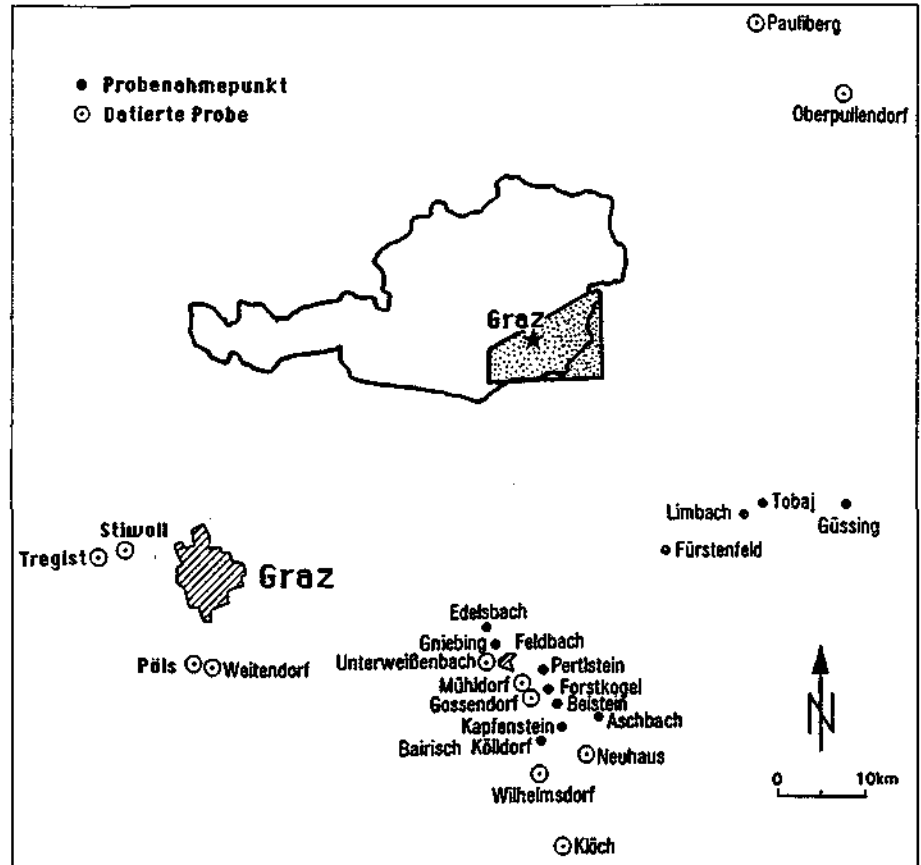 Pauliberg
Probenahmepunkt
Datierte Probe
Oberpullendorf
Graz
Limbach
Tobaj
Güssing
Stiwoll
Tregist
Fürstenfeld
Graz
Edelsbach
Gniebing
Feldbach
Unterweißenbach
Pertlstein
Pöls
Weitendorf
Mühldorf
Forstkogel
Gossendorf
Beistein
Aschbach
Kapfenstein
Bairisch Kölldorf
Neuhaus
Wilhelmsdorf
Klöch
N
0 10km